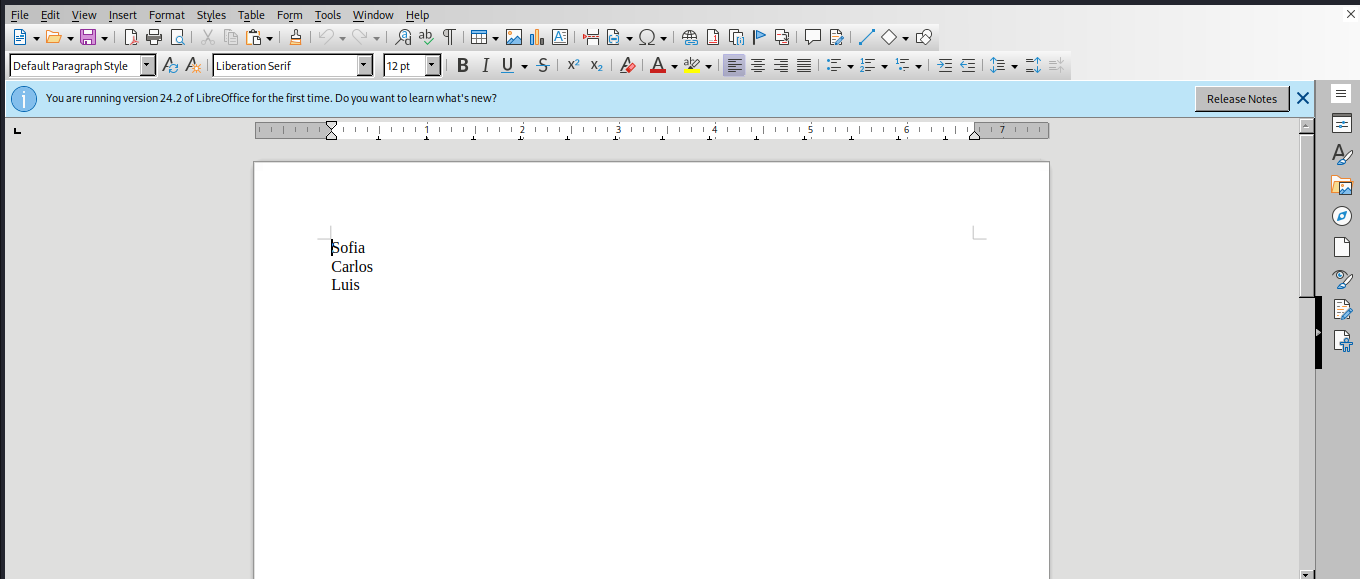 File Edit View Insert Format Styles Table Form Tools Window Help
Default Paragraph Style Liberation Serif 12 pt
You are running version 24.2 of LibreOffice for the first time. Do you want to learn what's new? Release Notes
1 2 3 4 5 6 7
Sofia
Carlos
Luis